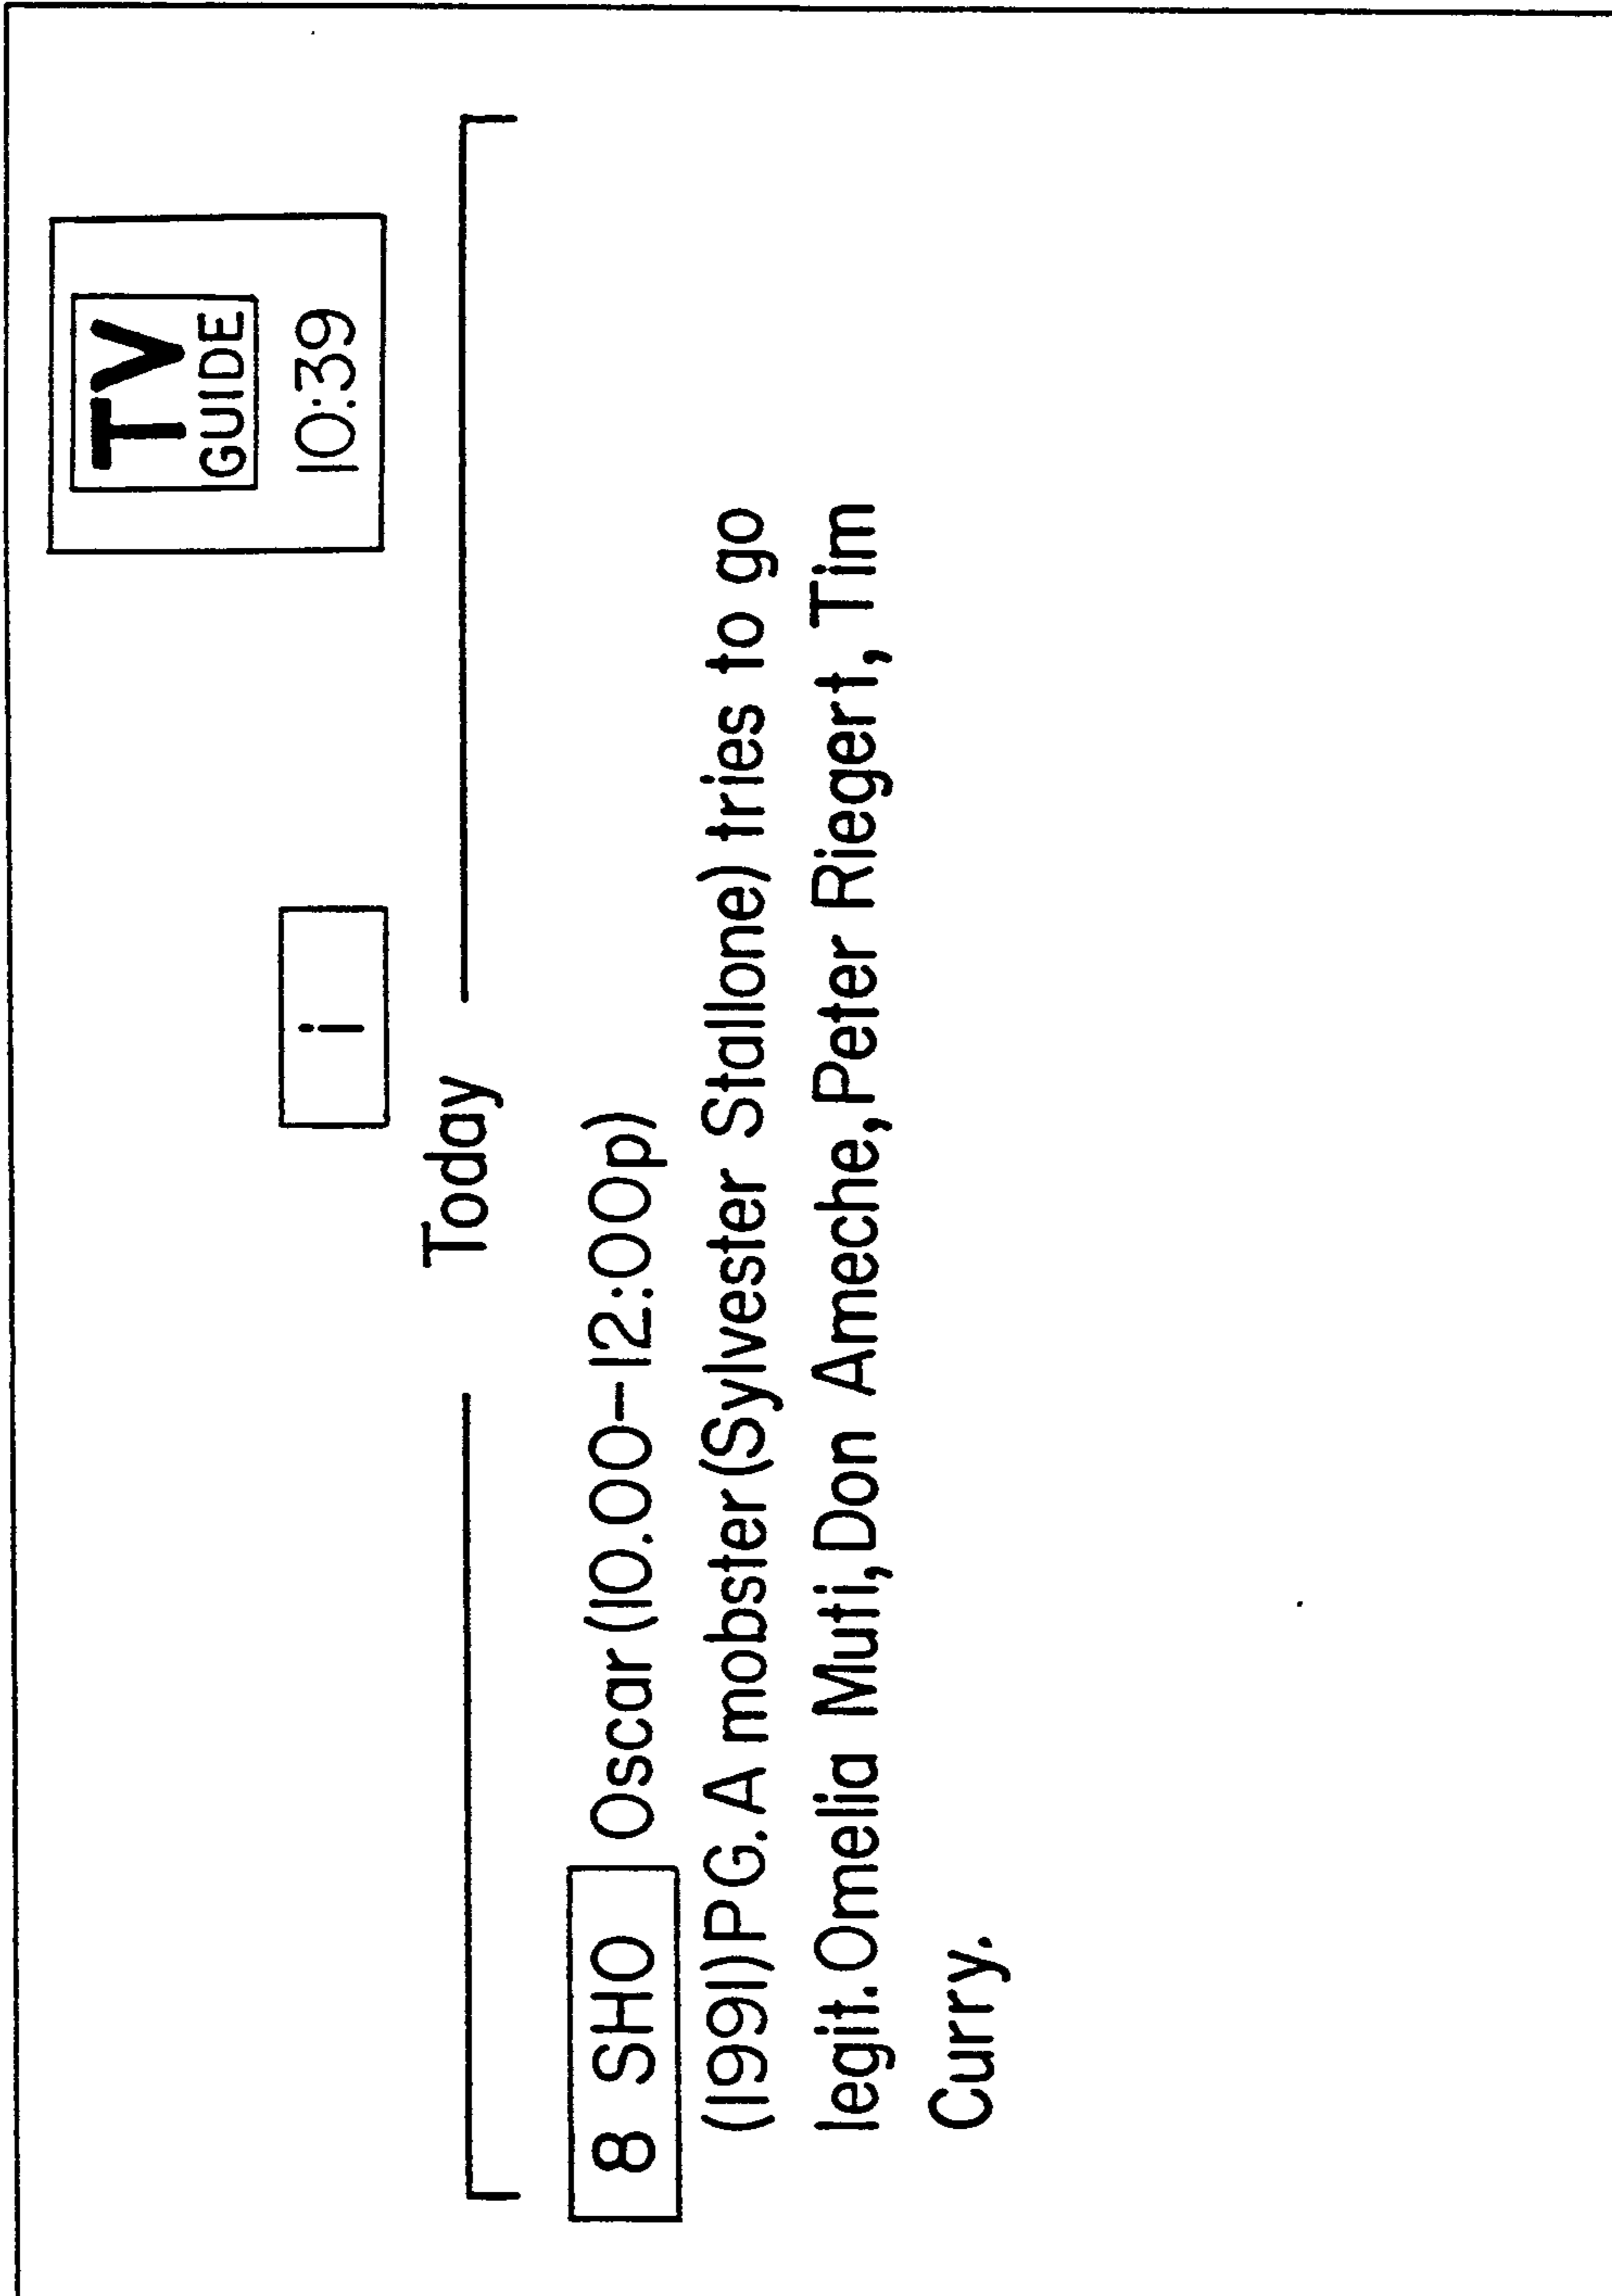 TV
GUIDE
10:39
i
Today
8 SHO Oscar (10.00-12:00p)
(1991) PG. A mobster (Sylvester Stallone) tries to go
legit. Omelia Muti, Don Ameche, Peter Riegert, Tim
Curry.